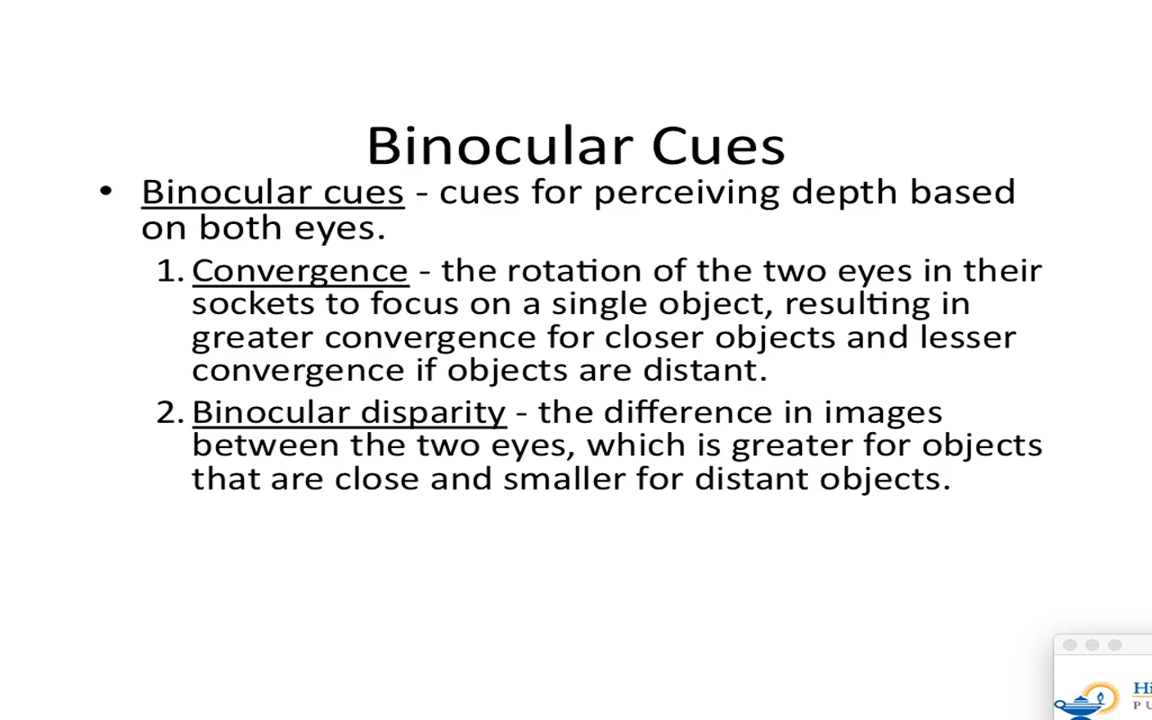 Binocular Cues
• Binocular cues - cues for perceiving depth based
on both eyes.
1. Convergence - the rotation of the two eyes in their
sockets to focus on a single object, resulting in
greater convergence for closer objects and lesser
convergence if objects are distant.
2. Binocular disparity - the difference in images
between the two eyes, which is greater for objects
that are close and smaller for distant objects.